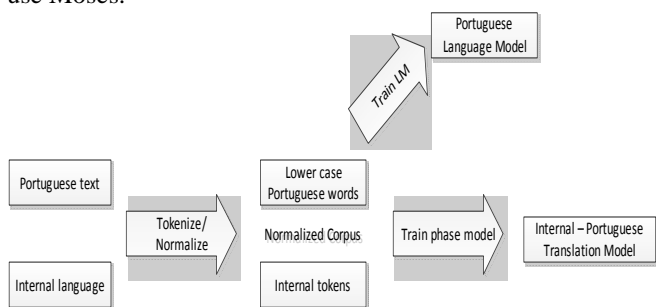 use Moses.
Portuguese
Language Model
Train LM
Portuguese text
Lower case
Portuguese words
Tokenize/
Normalize
Normalized Corpus
Train phase model
Internal – Portuguese
Translation Model
Internal language
Internal tokens